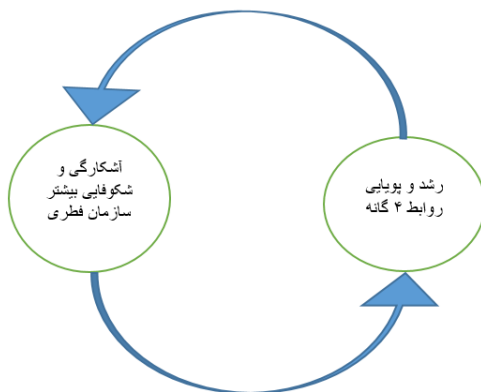 رشد و پویایی
روابط ۴ گانه
آشکارگی و
شکوفایی بیشتر
سازمان فطری